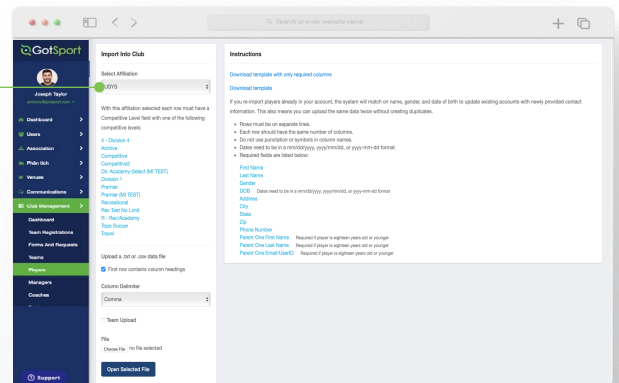 Search or enter website name
GotSport
Joseph Taylor
Dashboard
Users
Association
Phân tích
Venues
Communications
Club Management
Dashboard
Team Registrations
Forms And Requests
Teams
Players
Managers
Coaches
Support
Import Into Club
Select Affiliation
USYS
With this affiliation selected each row must have a
Competitive Level field with one of the following
competitive levels:
4 - Division 4
Archive
Competitive
Competitive2
DA: Academy-Select (MI TEST)
Division 1
Premier
Premier (MI TEST)
Recreational
Rec Test No Limit
R - Rec/Academy
Topo Soccer
Travel
Upload a .txt or .csv data file
First row contains column headings
Column Delimiter
Comma
Team Upload
File
Choose File no file selected
Open Selected File
Instructions
Download template with only required columns
Download template
If you re-import players already in your account, the system will match on name, gender, and date of birth to update existing accounts with newly provided contact
information. This also means you can upload the same data twice without creating duplicates.
• Rows must be on separate lines.
• Each row should have the same number of columns.
• Do not use punctuation or symbols in column names.
• Dates need to be in a mm/dd/yyyy, yyyy/mm/dd, or yyyy-mm-dd format
• Required fields are listed below:
First Name
Last Name
Gender
DOB Dates need to be in a mm/dd/yyyy, yyyy/mm/dd, or yyyy-mm-dd format
Address
City
State
Zip
Phone Number
Parent One First Name Required if player is eighteen years old or younger
Parent One Last Name Required if player is eighteen years old or younger
Parent One Email/UserID Required if player is eighteen years old or younger